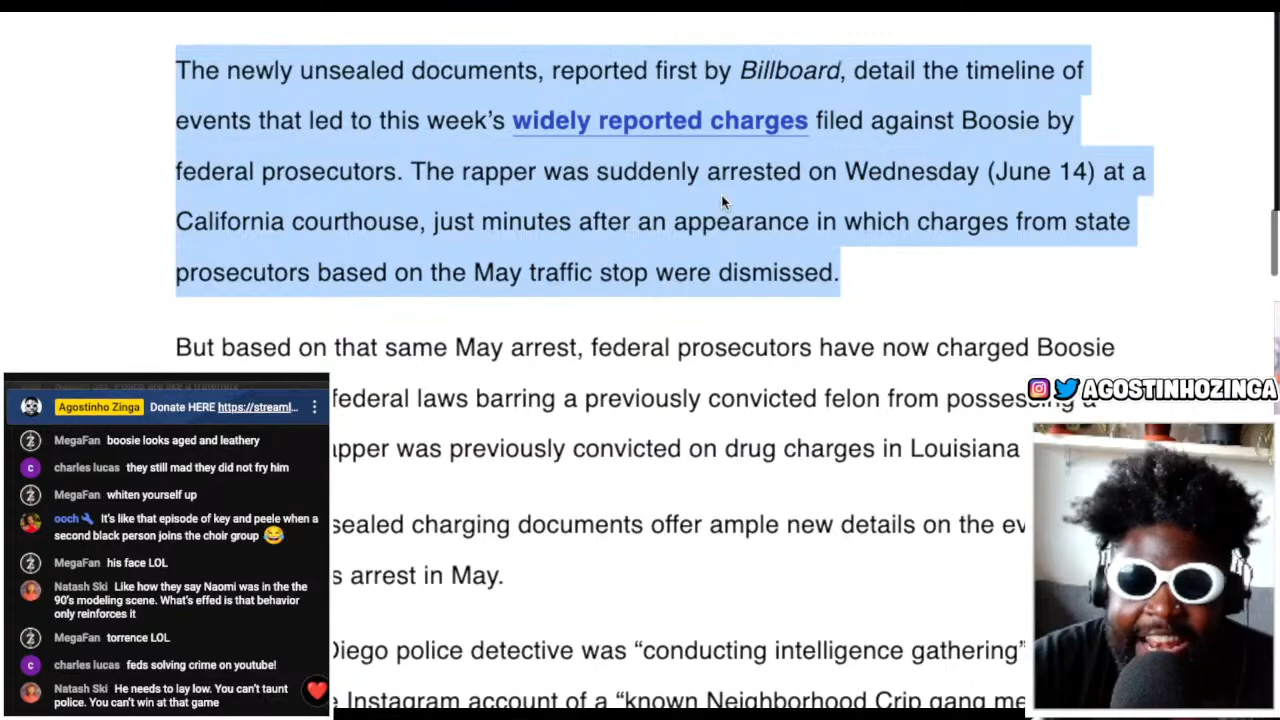 The newly unsealed documents, reported first by Billboard, detail the timeline of
events that led to this week’s widely reported charges filed against Boosie by
federal prosecutors. The rapper was suddenly arrested on Wednesday (June 14) at a
California courthouse, just minutes after an appearance in which charges from state
prosecutors based on the May traffic stop were dismissed.
But based on that same May arrest, federal prosecutors have now charged Boosie
federal laws barring a previously convicted felon from possessing a
rapper was previously convicted on drug charges in Louisiana
sealed charging documents offer ample new details on the ev
s arrest in May.
Diego police detective was “conducting intelligence gathering”
e Instagram account of a “known Neighborhood Crip gang me
AGOSTINHOZINGA
Natash Ski Police are like a fraternity
Agostinho Zinga Donate HERE https://streaml...
MegaFan boosie looks aged and leathery
c charles lucas they still mad they did not fry him
MegaFan whiten yourself up
ooch It’s like that episode of key and peele when a
second black person joins the choir group 😂
MegaFan his face LOL
Natash Ski Like how they say Naomi was in the the
90’s modeling scene. What’s effed is that behavior
only reinforces it
MegaFan torrence LOL
c charles lucas feds solving crime on youtube!
Natash Ski He needs to lay low. You can’t taunt
police. You can’t win at that game